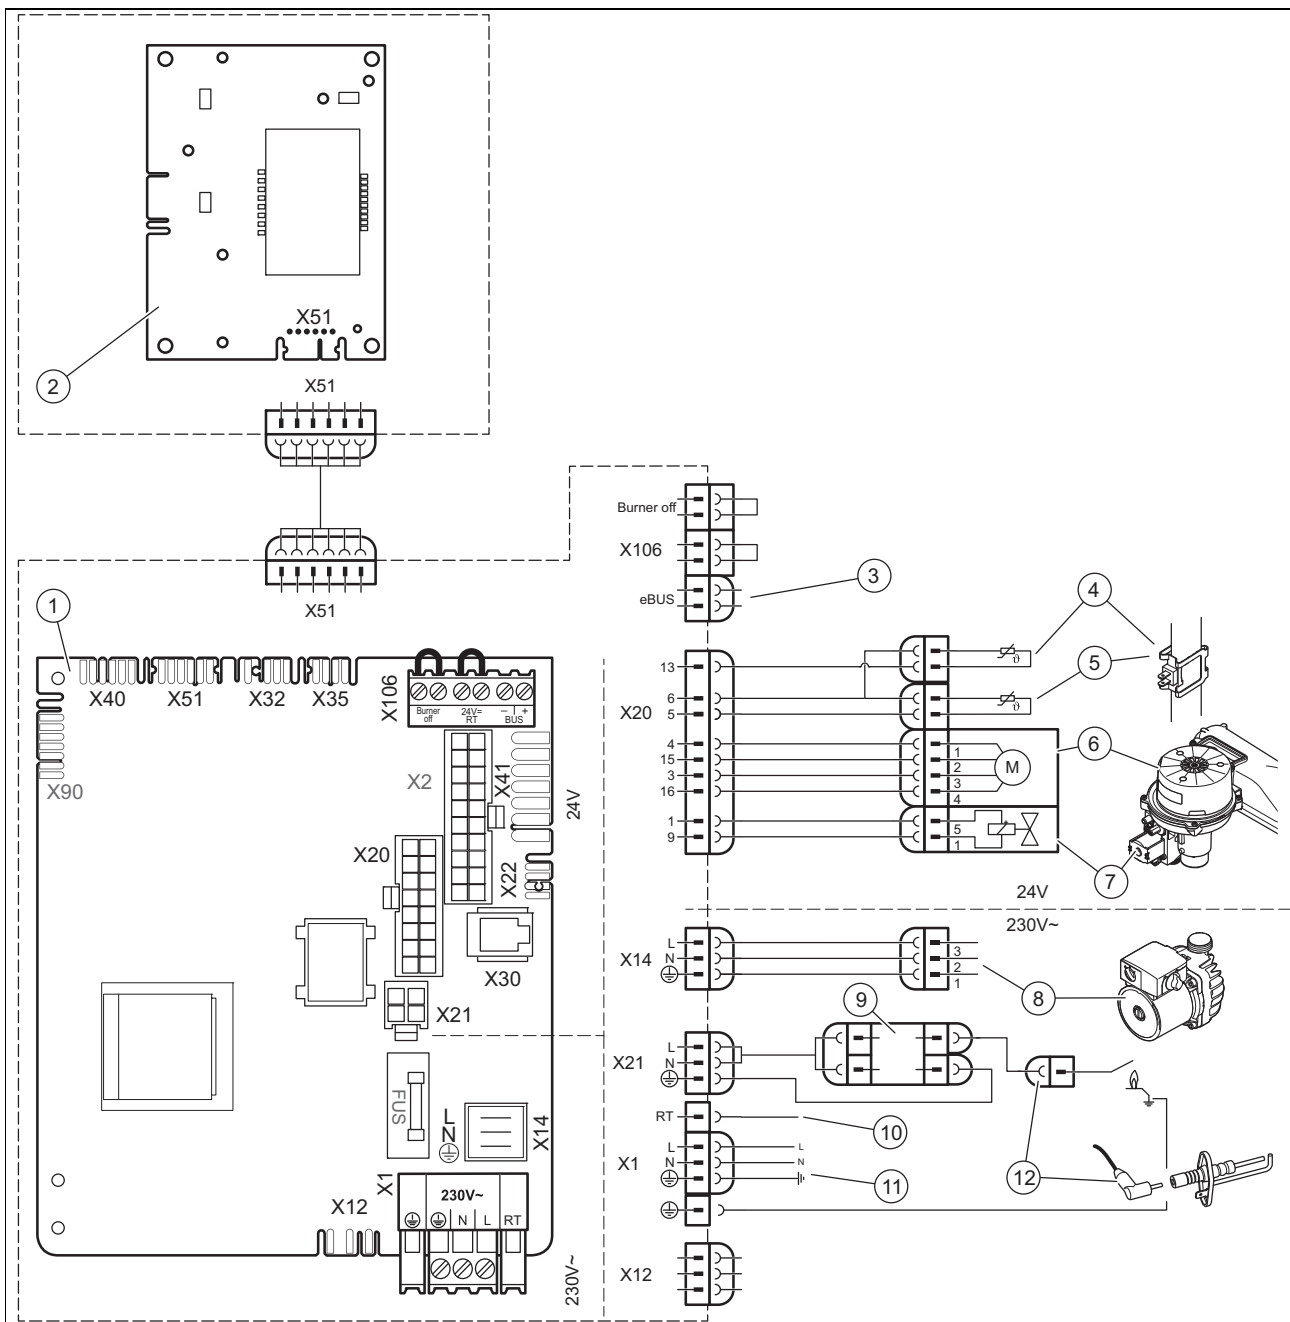 X51
2
X51
X51
Burner off
X106
eBUS
3
1
4
5
13
6
5
X20
4
15
3
16
1
9
ϑ
ϑ
1
2
3
4
M
5
1
6
7
X40
X51
X32
X35
X106
Burner off
24V= RT
– | +
BUS
X90
X2
X41
X20
X22
X30
X21
24V
24V
230V~
X14
L
N
3
2
1
8
9
X21
L
N
FUS
L
N
X14
RT
10
X1
L
N
L
N
11
12
X12
X1
230V~
N
L
RT
X12
230V~